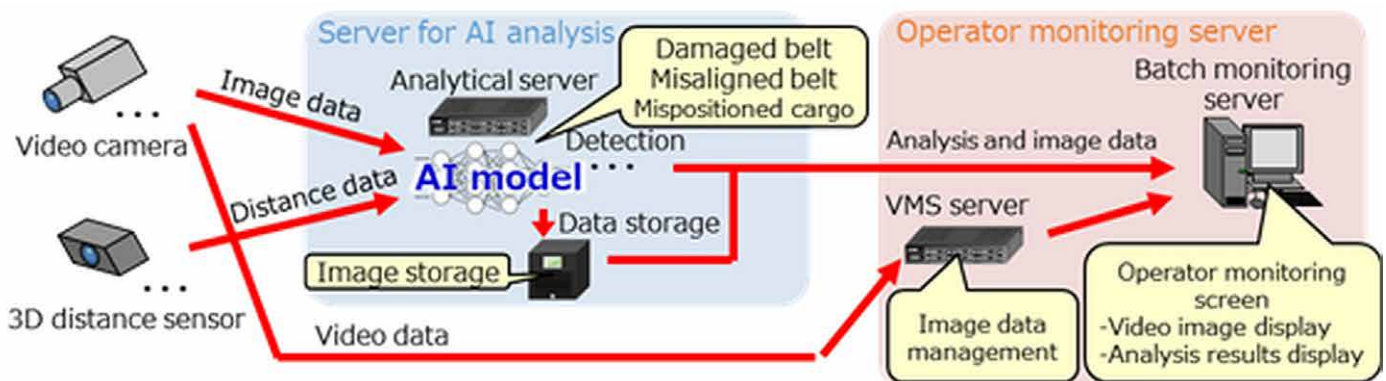 Server for AI analysis
Operator monitoring server
Video camera
...
Image data
3D distance sensor
...
Distance data
Analytical server
AI model
Damaged belt
Misaligned belt
Mispositioned cargo
Detection
...
Data storage
Image storage
Video data
Analysis and image data
VMS server
Image data
management
Batch monitoring
server
Operator monitoring
screen
-Video image display
-Analysis results display